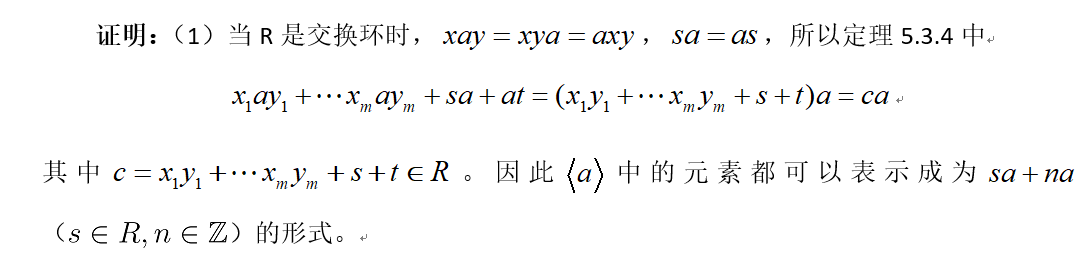 证明:（1）当 R 是交换环时， xay = xya = axy ， sa = as ，所以定理 5.3.4 中
x₁ay₁ + ⋯ xₘayₘ + sa + at = (x₁y₁ + ⋯ xₘyₘ + s + t)a = ca
其中 c = x₁y₁ + ⋯ xₘyₘ + s + t ∈ R 。因此 ⟨a⟩ 中的元素都可以表示成为 sa + na
（s ∈ R, n ∈ ℤ）的形式。